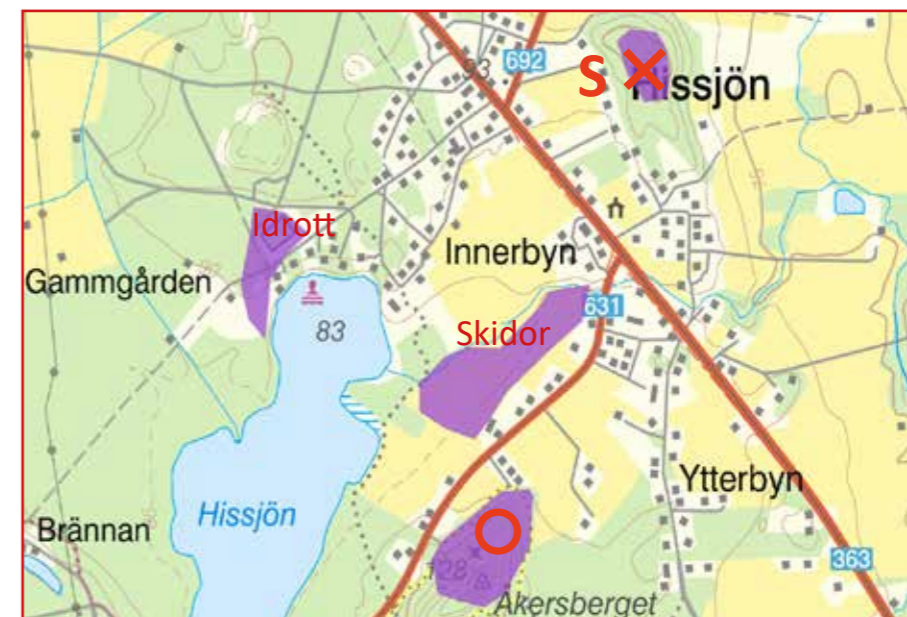 692
93
S
Hissjön
Idrott
Innerbyn
Gammgården
631
83
Skidor
Ytterbyn
Hissjön
Brännan
363
128
Åkersberget